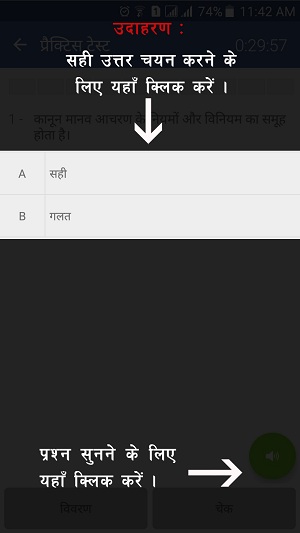 74% 11:42 AM
उदाहरण :
प्रैक्टिस टेस्ट 0:29:57
सही उत्तर चयन करने के
लिए यहाँ क्लिक करें ।
1 - कानून मानव आचरण के नियमों और विनियम का समूह
होता है।
A सही
B गलत
प्रश्न सुनने के लिए
यहाँ क्लिक करें ।
विवरण चेक